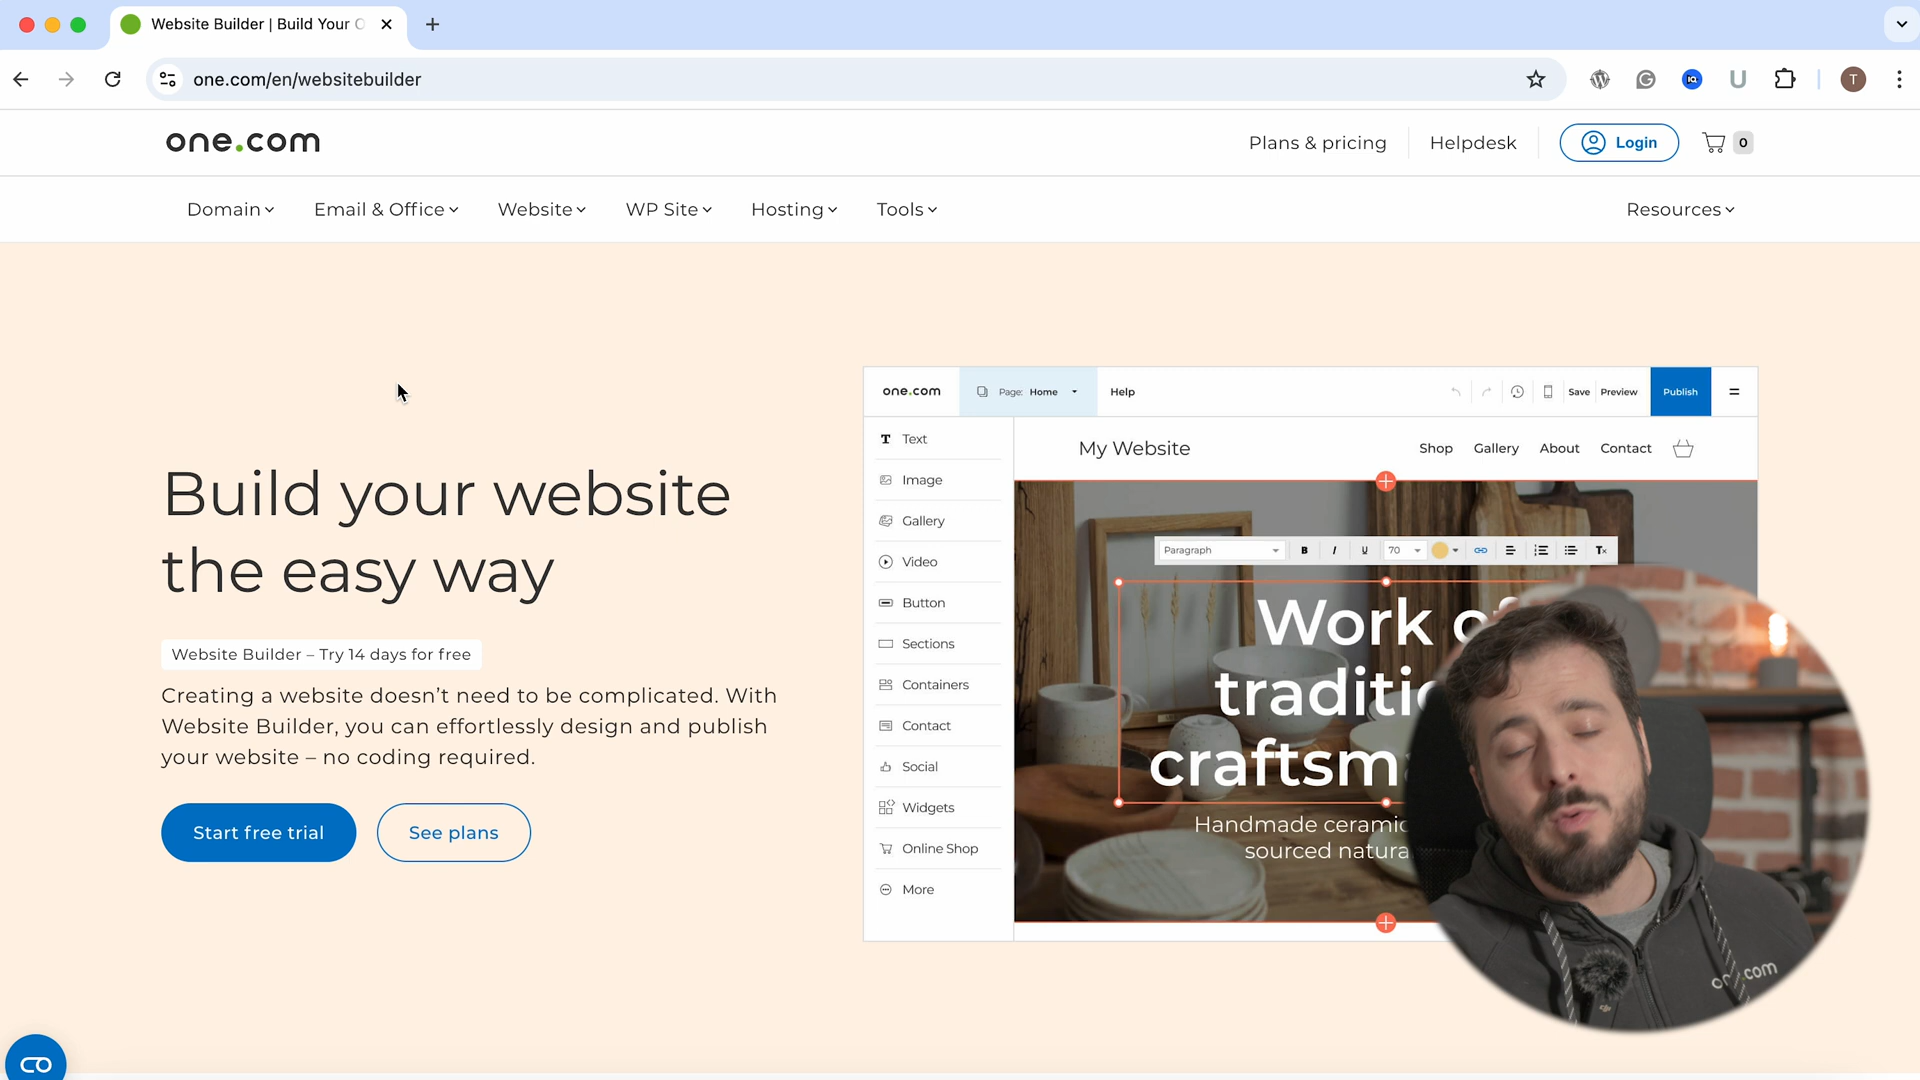 Website Builder | Build Your O
one.com/en/websitebuilder
T
one.com
Plans & pricing
Helpdesk
Login
0
Domain
Email & Office
Website
WP Site
Hosting
Tools
Resources
Build your website
the easy way
Website Builder – Try 14 days for free
Creating a website doesn't need to be complicated. With
Website Builder, you can effortlessly design and publish
your website – no coding required.
Start free trial
See plans
one.com
Page: Home
Help
Save
Preview
Publish
Text
Image
Gallery
Video
Button
Sections
Containers
Contact
Social
Widgets
Online Shop
More
My Website
Shop
Gallery
About
Contact
Paragraph
B
I
U
70
Tx
Work of
traditi
craftsm
Handmade ceramic
sourced natura
one.com